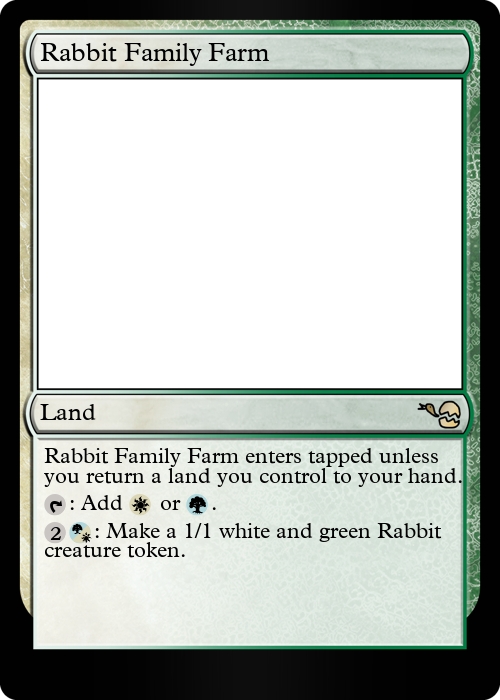 Rabbit Family Farm
Land
Rabbit Family Farm enters tapped unless
you return a land you control to your hand.
: Add or .
2 : Make a 1/1 white and green Rabbit
creature token.